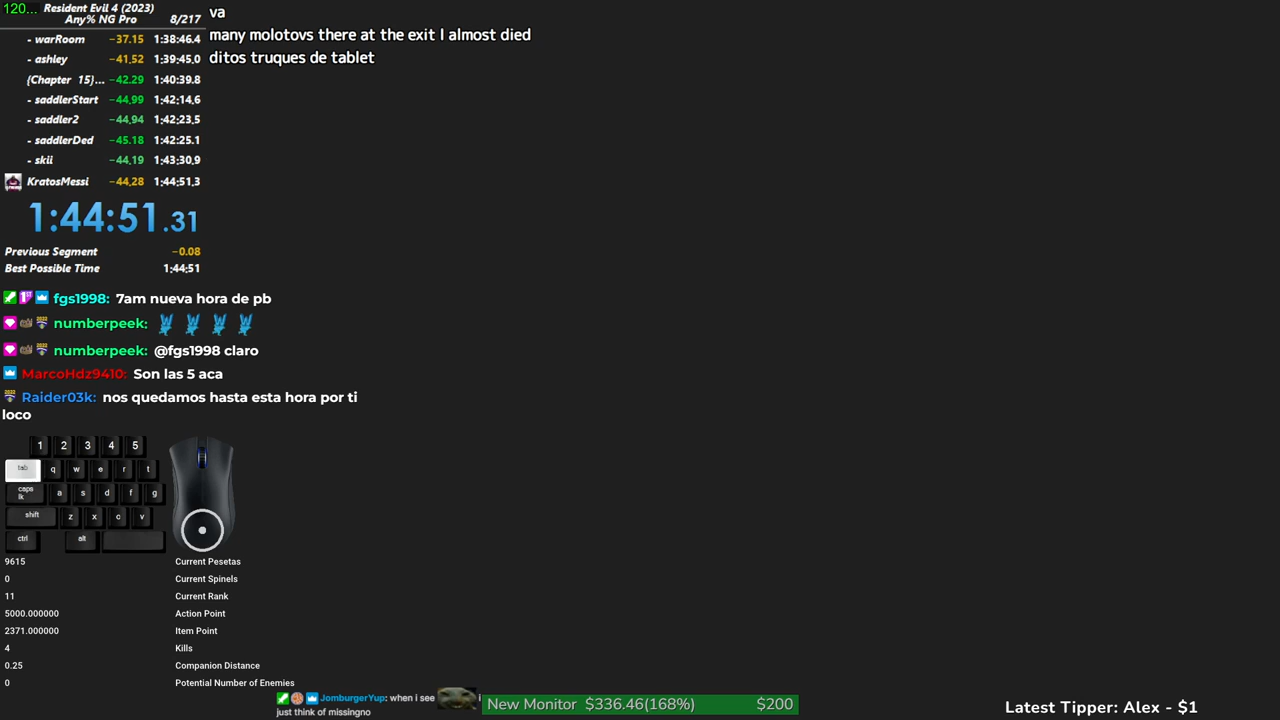 120...
Resident Evil 4 (2023)
Any% NG Pro 8/217
- warRoom -37.15 1:38:46.4
- ashley -41.52 1:39:45.0
{Chapter 15}... -42.29 1:40:39.8
- saddlerStart -44.99 1:42:14.6
- saddler2 -44.94 1:42:23.5
- saddlerDed -45.18 1:42:25.1
- skii -44.19 1:43:30.9
KratosMessi -44.28 1:44:51.3
1:44:51.31
Previous Segment -0.08
Best Possible Time 1:44:51
va
many molotovs there at the exit I almost died
ditos truques de tablet
fgs1998: 7am nueva hora de pb
numberpeek:
numberpeek: @fgs1998 claro
MarcoHdz9410: Son las 5 aca
Raider03k: nos quedamos hasta esta hora por ti
loco
1 2 3 4 5
tab q w e r t
caps lk a s d f g
shift z x c v
ctrl alt
9615 Current Pesetas
0 Current Spinels
11 Current Rank
5000.000000 Action Point
2371.000000 Item Point
4 Kills
0.25 Companion Distance
0 Potential Number of Enemies
JomburgerYup: when i see i
just think of missingno
New Monitor $336.46(168%) $200
Latest Tipper: Alex - $1